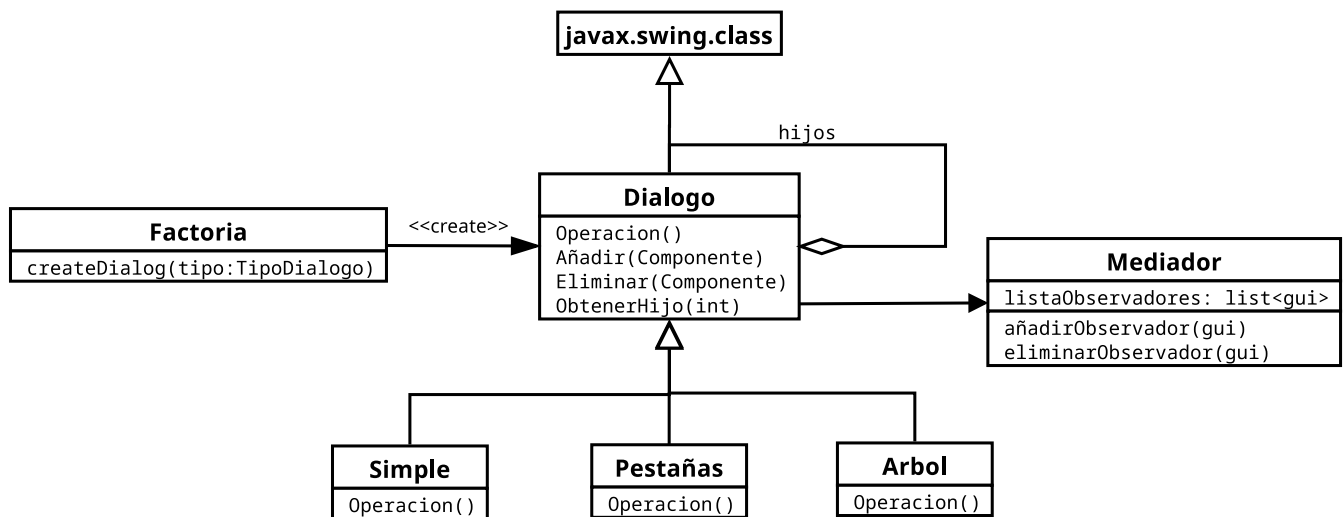 javax.swing.class
hijos
Dialogo
Operacion()
Añadir(Componente)
Eliminar(Componente)
ObtenerHijo(int)
<<create>>
Factoria
createDialog(tipo:TipoDialogo)
Mediador
listaObservadores: list<gui>
añadirObservador(gui)
eliminarObservador(gui)
Simple
Operacion()
Pestañas
Operacion()
Arbol
Operacion()